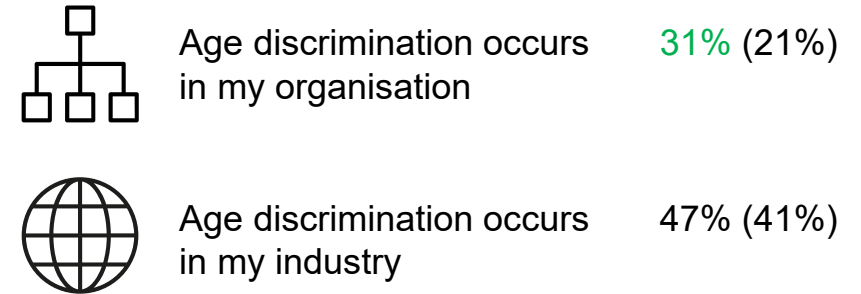 Age discrimination occurs 31% (21%)
in my organisation
Age discrimination occurs 47% (41%)
in my industry